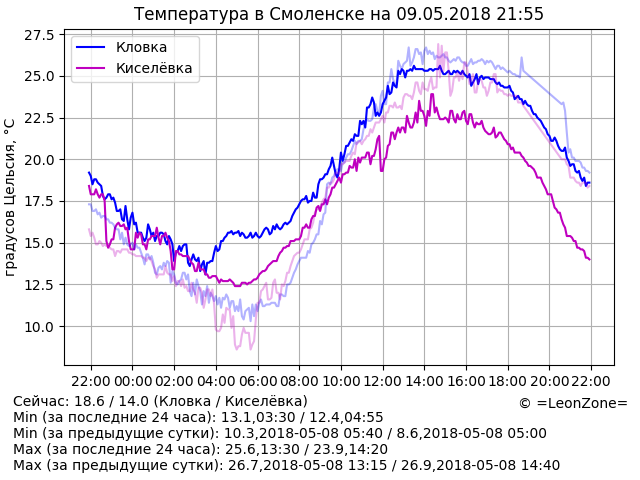 Температура в Смоленске на 09.05.2018 21:55
27.5
25.0
22.5
20.0
17.5
15.0
12.5
10.0
градусов Цельсия, °C
Кловка
Киселёвка
22:00 00:00 02:00 04:00 06:00 08:00 10:00 12:00 14:00 16:00 18:00 20:00 22:00
Сейчас: 18.6 / 14.0 (Кловка / Киселёвка)
© =LeonZone=
Min (за последние 24 часа): 13.1,03:30 / 12.4,04:55
Min (за предыдущие сутки): 10.3,2018-05-08 05:40 / 8.6,2018-05-08 05:00
Max (за последние 24 часа): 25.6,13:30 / 23.9,14:20
Max (за предыдущие сутки): 26.7,2018-05-08 13:15 / 26.9,2018-05-08 14:40